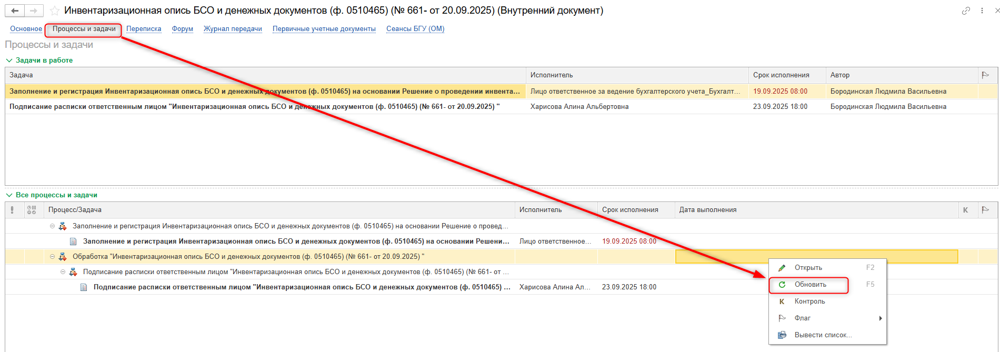 Инвентаризационная опись БСО и денежных документов (ф. 0510465) (№ 661- от 20.09.2025) (Внутренний документ)
Основное Процессы и задачи Переписка Форум Журнал передачи Первичные учетные документы Сеансы БГУ (ОМ)
Процессы и задачи
Задачи в работе
Задача Исполнитель Срок исполнения Автор
Заполнение и регистрация Инвентаризационная опись БСО и денежных документов (ф. 0510465) на основании Решение о проведении инвента... Лицо ответственное за ведение бухгалтерского учета_Бухгалт... 19.09.2025 08:00 Бородинская Людмила Васильевна
Подписание расписки ответственным лицом "Инвентаризационная опись БСО и денежных документов (ф. 0510465) (№ 661- от 20.09.2025) " Харисова Алина Альбертовна 23.09.2025 18:00 Бородинская Людмила Васильевна
Все процессы и задачи
Процесс/Задача Исполнитель Срок исполнения Дата выполнения К
Заполнение и регистрация Инвентаризационная опись БСО и денежных документов (ф. 0510465) на основании Решение о провед...
Заполнение и регистрация Инвентаризационная опись БСО и денежных документов (ф. 0510465) на основании Решени... Лицо ответственное... 19.09.2025 08:00
Обработка "Инвентаризационная опись БСО и денежных документов (ф. 0510465) (№ 661- от 20.09.2025) "
Подписание расписки ответственным лицом "Инвентаризационная опись БСО и денежных документов (ф. 0510465) (№ 661- от ...
Подписание расписки ответственным лицом "Инвентаризационная опись БСО и денежных документов (ф. 0510465) ... Харисова Алина Ал... 23.09.2025 18:00
Открыть F2
Обновить F5
К Контроль
Флаг
Вывести список...